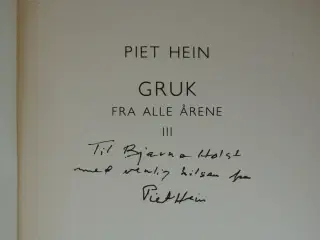 PIET HEIN
GRUK
FRA ALLE ÅRENE
III
Til Bjarne Holst
med venlig hilsen fra
Piet Hein